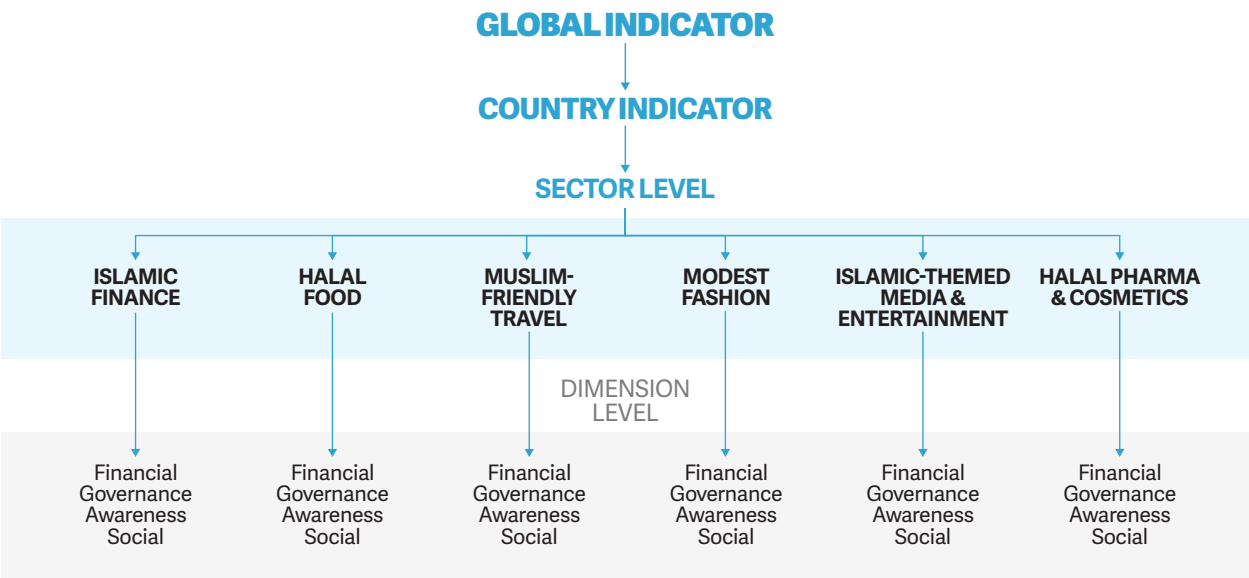 GLOBAL INDICATOR
COUNTRY INDICATOR
SECTOR LEVEL
ISLAMIC
FINANCE
HALAL
FOOD
MUSLIM-
FRIENDLY
TRAVEL
MODEST
FASHION
ISLAMIC-THEMED
MEDIA &
ENTERTAINMENT
HALAL PHARMA
& COSMETICS
DIMENSION
LEVEL
Financial
Governance
Awareness
Social
Financial
Governance
Awareness
Social
Financial
Governance
Awareness
Social
Financial
Governance
Awareness
Social
Financial
Governance
Awareness
Social
Financial
Governance
Awareness
Social